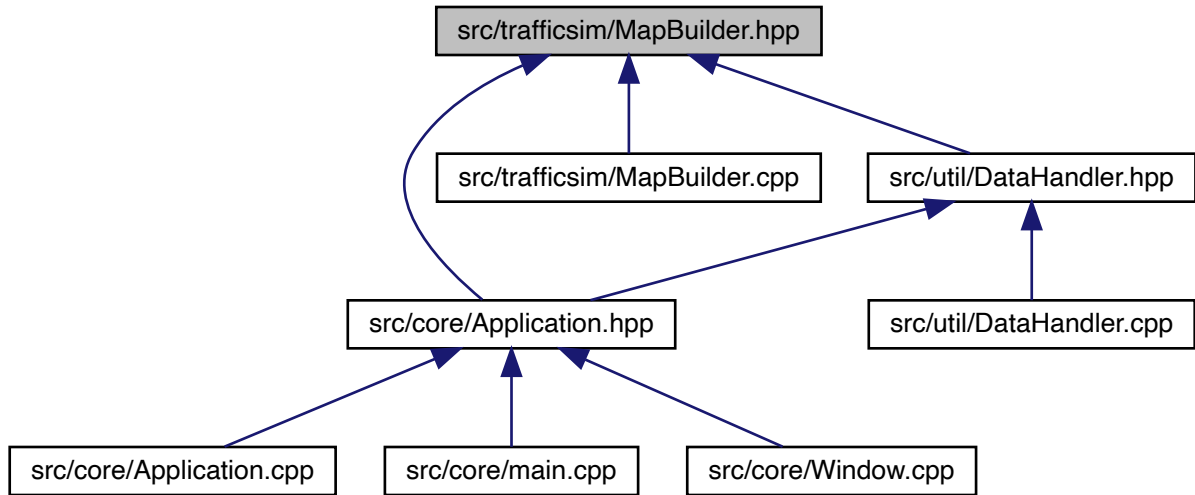 src/trafficsim/MapBuilder.hpp
src/trafficsim/MapBuilder.cpp
src/util/DataHandler.hpp
src/core/Application.hpp
src/util/DataHandler.cpp
src/core/Application.cpp
src/core/main.cpp
src/core/Window.cpp